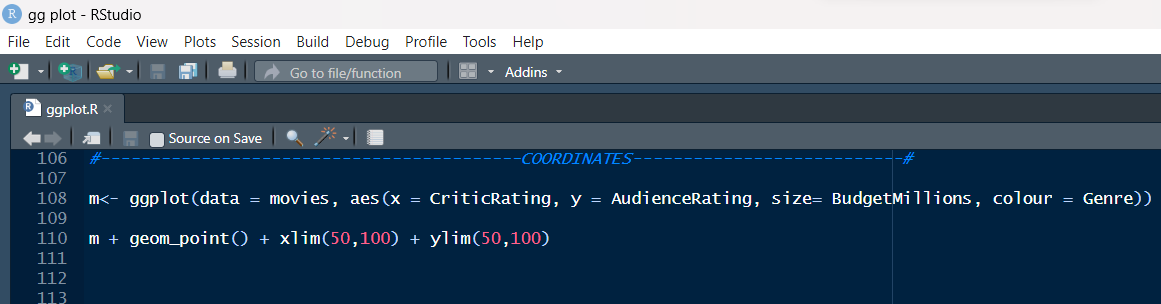 R gg plot - RStudio
File Edit Code View Plots Session Build Debug Profile Tools Help
Go to file/function Addins
ggplot.R
Source on Save
106 #------------------------------------------COORDINATES---------------------------#
107
108 m<- ggplot(data = movies, aes(x = CriticRating, y = AudienceRating, size= BudgetMillions, colour = Genre))
109
110 m + geom_point() + xlim(50,100) + ylim(50,100)
111
112
113